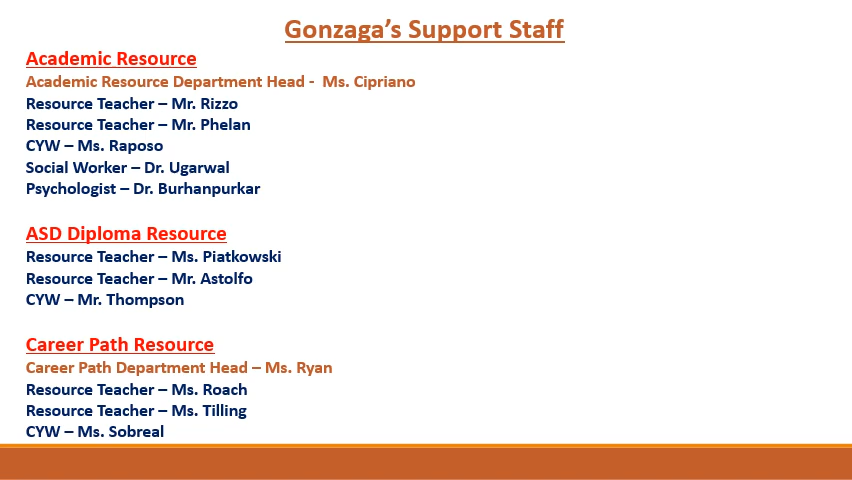 Gonzaga’s Support Staff
Academic Resource
Academic Resource Department Head -  Ms. Cipriano
Resource Teacher – Mr. Rizzo
Resource Teacher – Mr. Phelan
CYW – Ms. Raposo
Social Worker – Dr. Ugarwal
Psychologist – Dr. Burhanpurkar
ASD Diploma Resource
Resource Teacher – Ms. Piatkowski
Resource Teacher – Mr. Astolfo
CYW – Mr. Thompson
Career Path Resource
Career Path Department Head – Ms. Ryan
Resource Teacher – Ms. Roach
Resource Teacher – Ms. Tilling
CYW – Ms. Sobreal